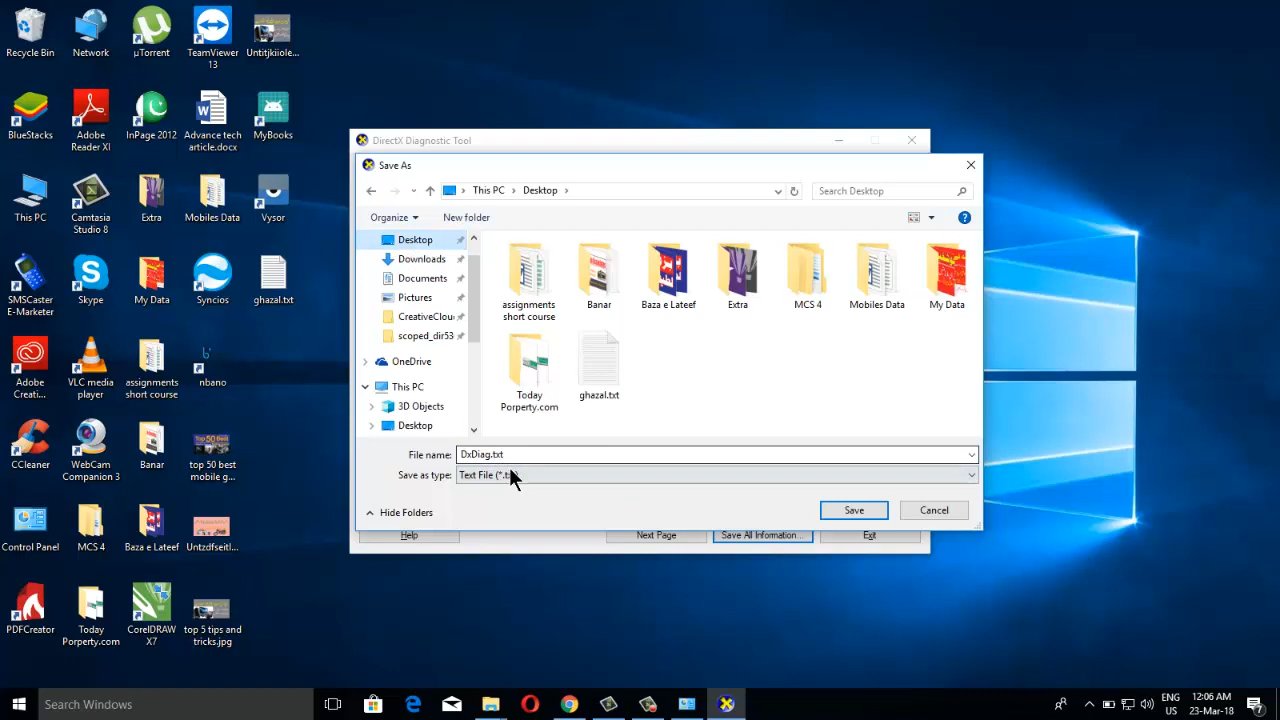 Recycle Bin
Network
µTorrent
TeamViewer
13
Untitjkiiole...
BlueStacks
Adobe
Reader XI
InPage 2012
Advance tech
article.docx
MyBooks
This PC
Camtasia
Studio 8
Extra
Mobiles Data
Vysor
SMSCaster
E-Marketer
Skype
My Data
Syncios
ghazal.txt
Adobe
Creati...
VLC media
player
assignments
short course
nbano
CCleaner
WebCam
Companion 3
Banar
top 50 best
mobile g...
Control Panel
MCS 4
Baza e Lateef
Untzdfseitl...
PDFCreator
Today
Porperty.com
CorelDRAW
X7
top 5 tips and
tricks.jpg
DirectX Diagnostic Tool
Save As
This PC
Desktop
Search Desktop
Organize
New folder
Desktop
Downloads
Documents
Pictures
CreativeClou
scoped_dir53
OneDrive
This PC
3D Objects
Desktop
assignments
short course
Banar
Baza e Lateef
Extra
MCS 4
Mobiles Data
My Data
Today
Porperty.com
ghazal.txt
File name:
DxDiag.txt
Save as type:
Text File (*.txt)
Hide Folders
Save
Cancel
Help
Next Page
Save All Information...
Exit
Search Windows
ENG
US
12:06 AM
23-Mar-18